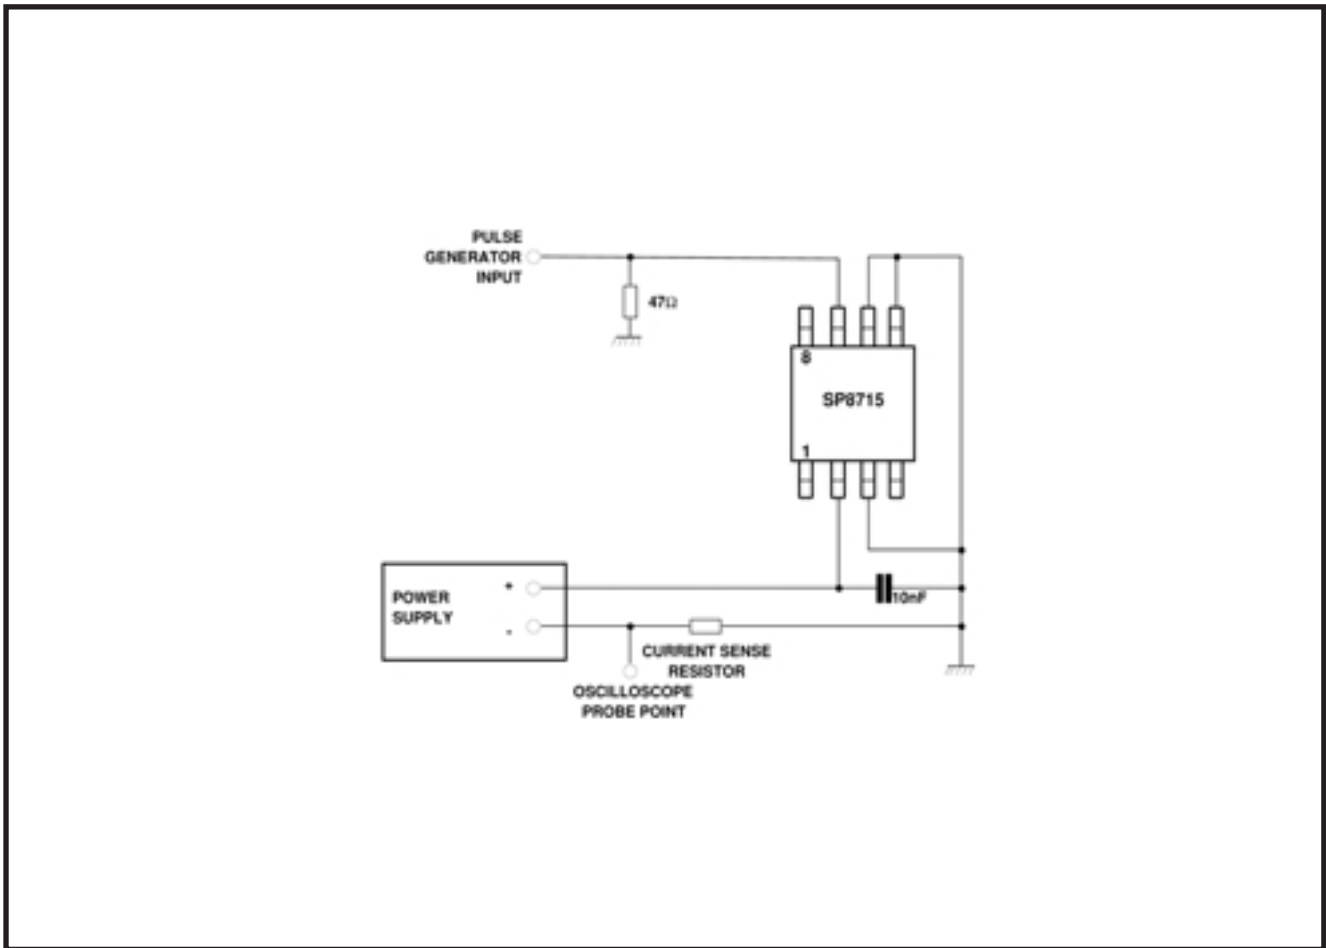 PULSE
GENERATOR
INPUT
47Ω
8
SP8715
1
POWER
SUPPLY
+
-
10nF
CURRENT SENSE
RESISTOR
OSCILLOSCOPE
PROBE POINT